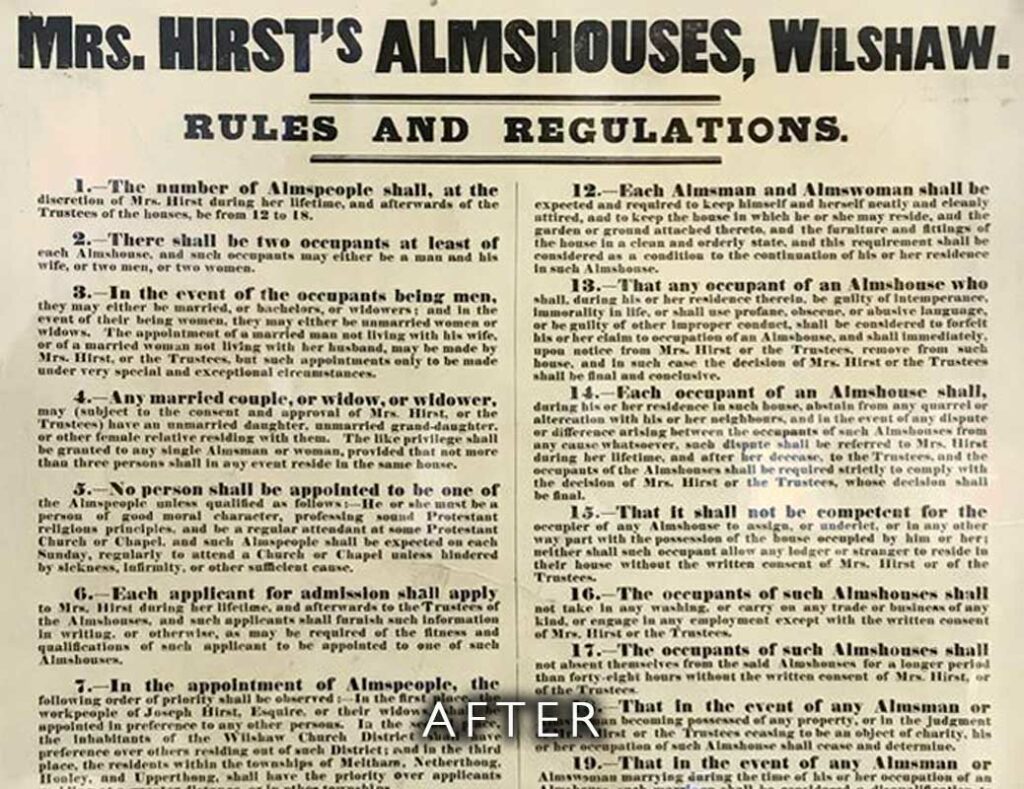 MRS. HIRST'S ALMSHOUSES, WILSHAW.
RULES AND REGULATIONS.
1.—The number of Almspeople shall, at the
discretion of Mrs. Hirst during her lifetime, and afterwards of the
Trustees of the houses, be from 12 to 18.
2.—There shall be two occupants at least of
each Almshouse, and such occupants may either be a man and his
wife, or two men, or two women.
3.—In the event of the occupants being men,
they may either be married, or bachelors, or widowers; and in the
event of their being women, they may either be unmarried women or
widows. The appointment of a married man not living with his wife,
or of a married woman not living with her husband, may be made by
Mrs. Hirst, or the Trustees, but such appointments only to be made
under very special and exceptional circumstances.
4.—Any married couple, or widow, or widower,
may (subject to the consent and approval of Mrs. Hirst, or the
Trustees) have an unmarried daughter, unmarried grand-daughter,
or other female relative residing with them. The like privilege shall
be granted to any single Almsman or woman, provided that not more
than three persons shall in any event reside in the same house.
5.—No person shall be appointed to be one of
the Almspeople unless qualified as follows:—He or she must be a
person of good moral character, professing sound Protestant
religious principles, and be a regular attendant at some Protestant
Church or Chapel, and such Almspeople shall be expected on each
Sunday, regularly to attend a Church or Chapel unless hindered
by sickness, infirmity, or other sufficient cause.
6.—Each applicant for admission shall apply
to Mrs. Hirst during her lifetime, and afterwards to the Trustees of
the Almshouses, and such applicants shall furnish such information
in writing, or otherwise, as may be required of the fitness and
qualifications of such applicant to be appointed to one of such
Almshouses.
7.—In the appointment of Almspeople, the
following order of priority shall be observed:—In the first place, the
workpeople of Joseph Hirst, Esquire, or their widows shall be
appointed in preference to any other persons. In the second place,
the Inhabitants of the Wilshaw Church District shall have
preference over others residing out of such District; and in the third
place, the residents within the townships of Meltham, Netherthong,
Honley, and Upperthong, shall have the priority over applicants
12.—Each Almsman and Almswoman shall be
expected and required to keep himself and herself neatly and cleanly
attired, and to keep the house in which he or she may reside, and the
garden or ground attached thereto, and the furniture and fittings of
the house in a clean and orderly state, and this requirement shall be
considered as a condition to the continuation of his or her residence
in such Almshouse.
13.—That any occupant of an Almshouse who
shall, during his or her residence therein, be guilty of intemperance,
immorality in life, or shall use profane, obscene, or abusive language,
or be guilty of other improper conduct, shall be considered to forfeit
his or her claim to occupation of an Almshouse, and shall immediately,
upon notice from Mrs. Hirst or the Trustees, remove from such
house, and in such case the decision of Mrs. Hirst or the Trustees
shall be final and conclusive.
14.—Each occupant of an Almshouse shall,
during his or her residence in such house, abstain from any quarrel or
altercation with his or her neighbours, and in the event of any dispute
or difference arising between the occupants of such Almshouses from
any cause whatsoever, such dispute shall be referred to Mrs. Hirst
during her lifetime, and after her decease, to the Trustees, and the
occupants of the Almshouses shall be required strictly to comply with
the decision of Mrs. Hirst or the Trustees, whose decision shall
be final.
15.—That it shall not be competent for the
occupier of any Almshouse to assign, or underlet, or in any other
way part with the possession of the house occupied by him or her;
neither shall such occupant allow any lodger or stranger to reside in
their house without the written consent of Mrs. Hirst or of the
Trustees.
16.—The occupants of such Almshouses shall
not take in any washing, or carry on any trade or business of any
kind, or engage in any employment except with the written consent
of Mrs. Hirst or the Trustees.
17.—The occupants of such Almshouses shall
not absent themselves from the said Almshouses for a longer period
than forty-eight hours without the written consent of Mrs. Hirst, or
of the Trustees.
—That in the event of any Almsman or
becoming possessed of any property, or in the judgment
Hirst or the Trustees ceasing to be an object of charity, his
or her occupation of such Almshouse shall cease and determine.
19.—That in the event of any Almsman or
Almswoman marrying during the time of his or her occupation of an
AFTER